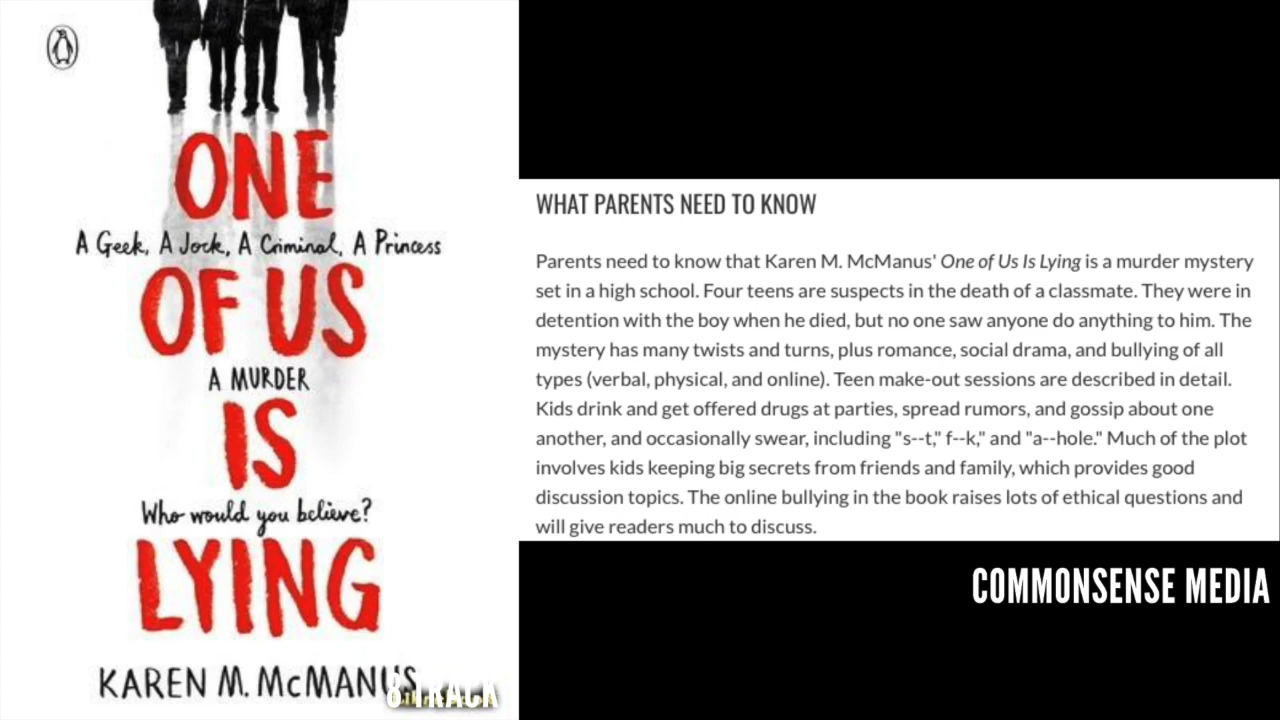 ONE
A Geek, A Jock, A Criminal, A Princess
OF US
A MURDER
IS
Who would you believe?
LYING
KAREN M. McMANUS
8 TRACK
WHAT PARENTS NEED TO KNOW
Parents need to know that Karen M. McManus' One of Us Is Lying is a murder mystery
set in a high school. Four teens are suspects in the death of a classmate. They were in
detention with the boy when he died, but no one saw anyone do anything to him. The
mystery has many twists and turns, plus romance, social drama, and bullying of all
types (verbal, physical, and online). Teen make-out sessions are described in detail.
Kids drink and get offered drugs at parties, spread rumors, and gossip about one
another, and occasionally swear, including "s--t," f--k," and "a--hole." Much of the plot
involves kids keeping big secrets from friends and family, which provides good
discussion topics. The online bullying in the book raises lots of ethical questions and
will give readers much to discuss.
COMMONSENSE MEDIA